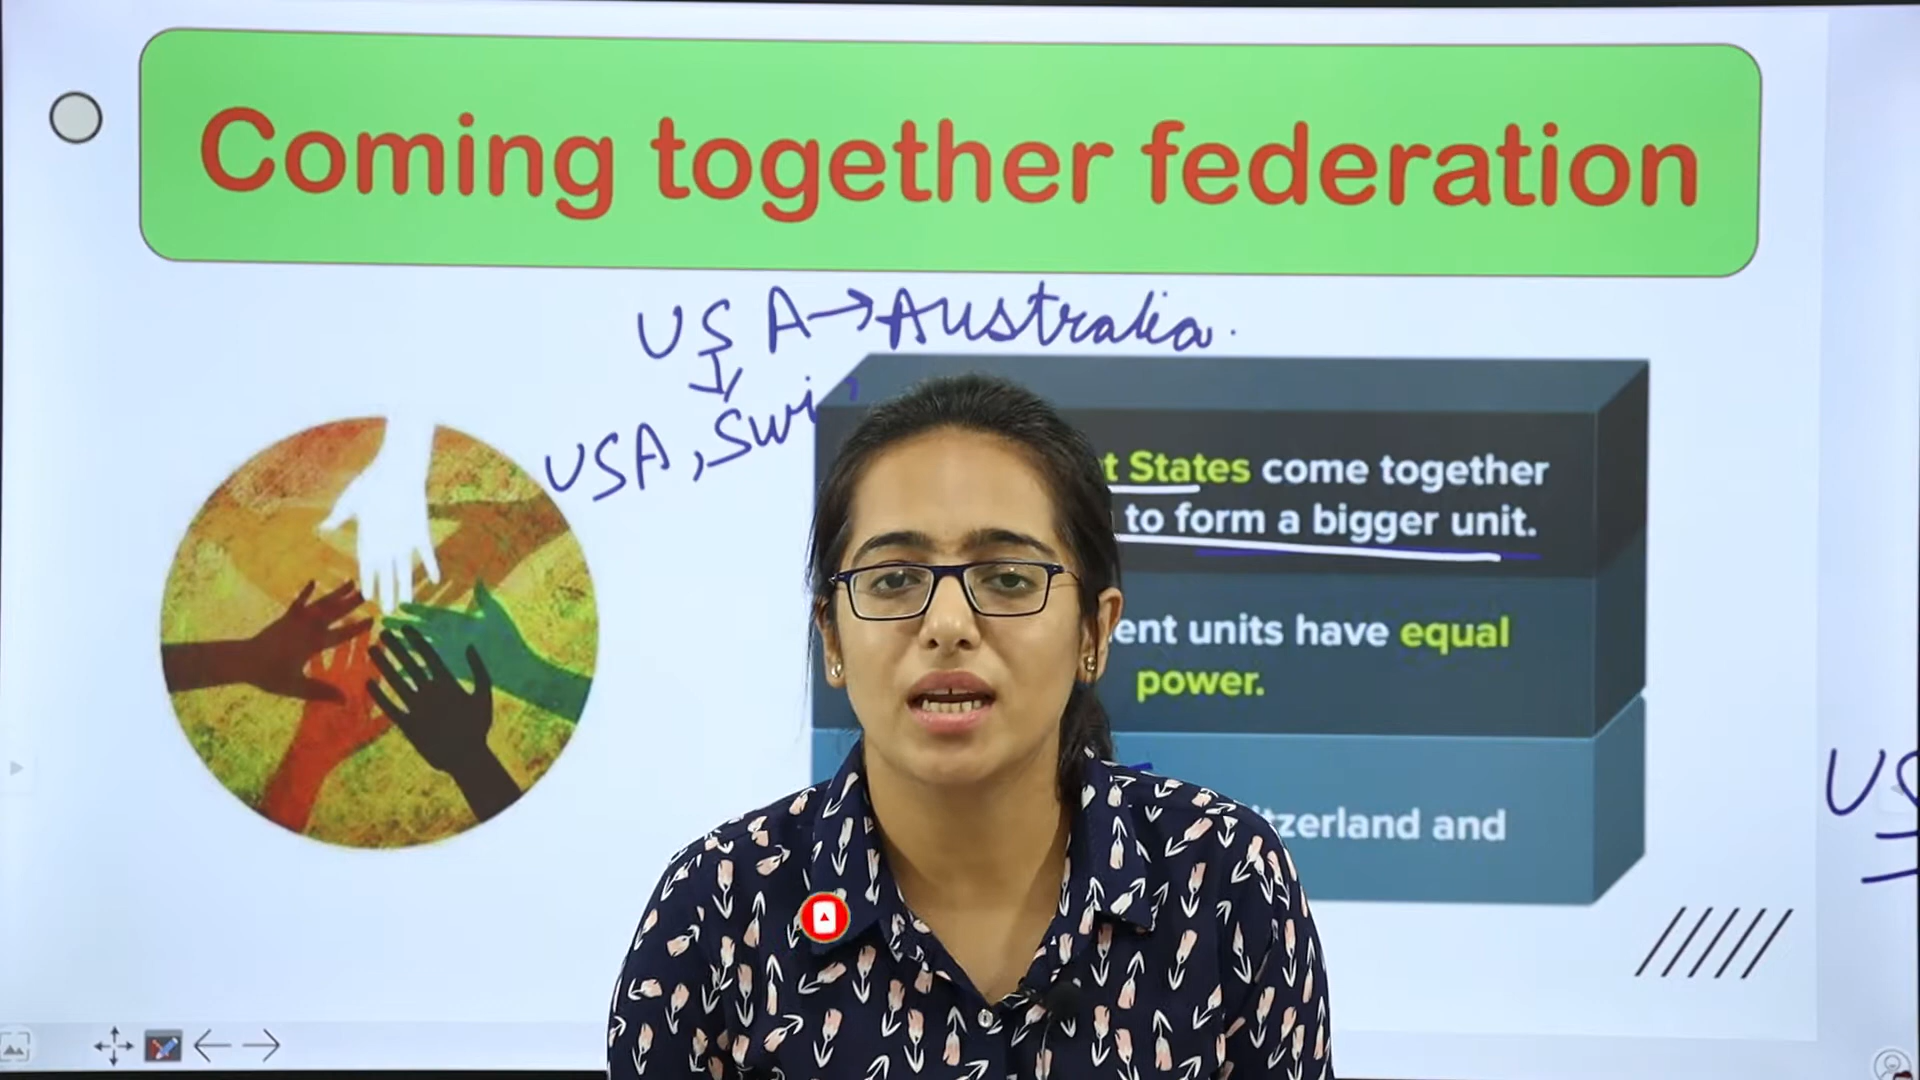 Coming together federation
USA→Australia.
USA, Swi
t States come together
to form a bigger unit.
ent units have equal
power.
tzerland and
US